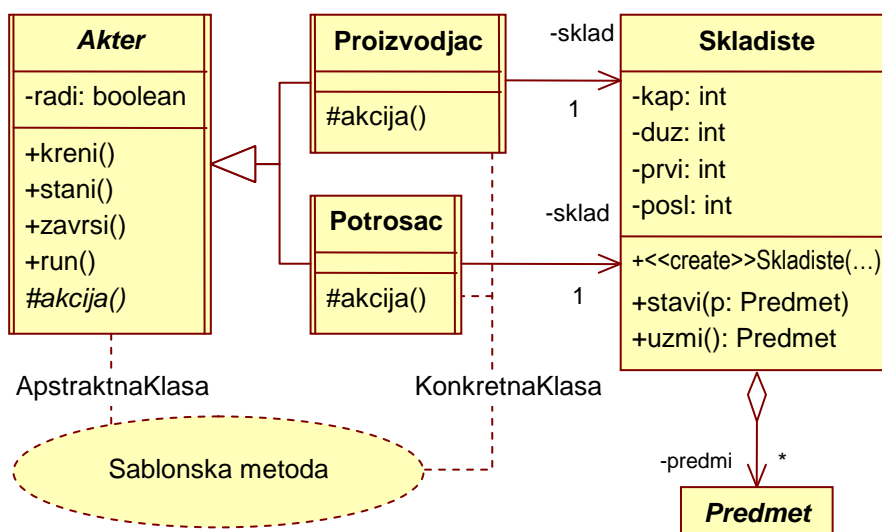 Akter
-radi: boolean
+kreni()
+stani()
+zavrsi()
+run()
#akcija()
Proizvodjac
#akcija()
Potrosac
#akcija()
-sklad
1
-sklad
1
Skladiste
-kap: int
-duz: int
-prvi: int
-posl: int
+<<create>>Skladiste(…)
+stavi(p: Predmet)
+uzmi(): Predmet
ApstraktnaKlasa
KonkretnaKlasa
Sablonska metoda
-predmi
*
Predmet